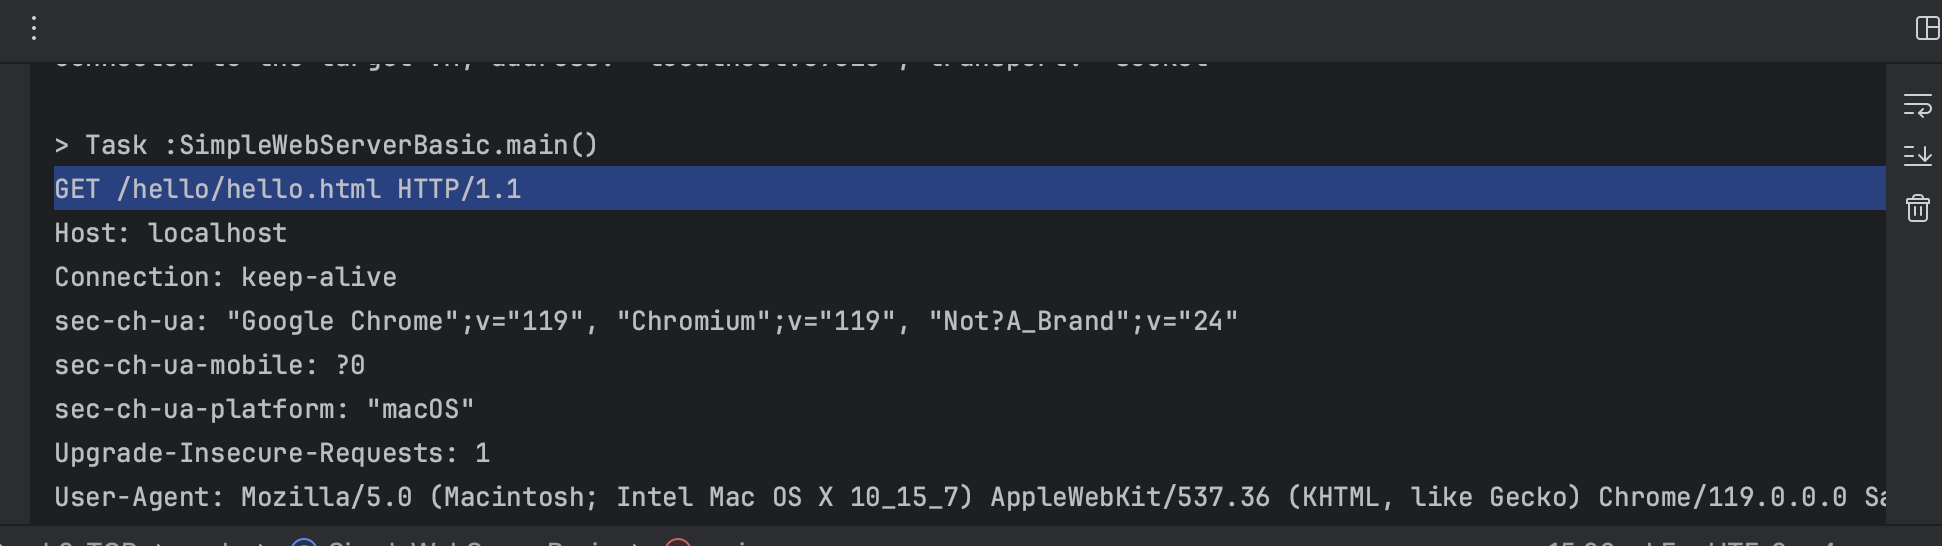 > Task :SimpleWebServerBasic.main()
GET /hello/hello.html HTTP/1.1
Host: localhost
Connection: keep-alive
sec-ch-ua: "Google Chrome";v="119", "Chromium";v="119", "Not?A_Brand";v="24"
sec-ch-ua-mobile: ?0
sec-ch-ua-platform: "macOS"
Upgrade-Insecure-Requests: 1
User-Agent: Mozilla/5.0 (Macintosh; Intel Mac OS X 10_15_7) AppleWebKit/537.36 (KHTML, like Gecko) Chrome/119.0.0.0